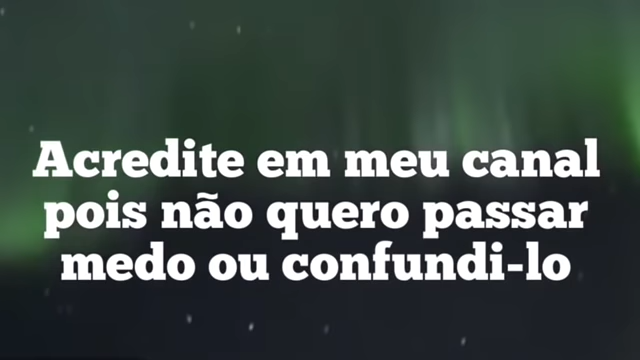 Acredite em meu canal
pois não quero passar
medo ou confundi-lo